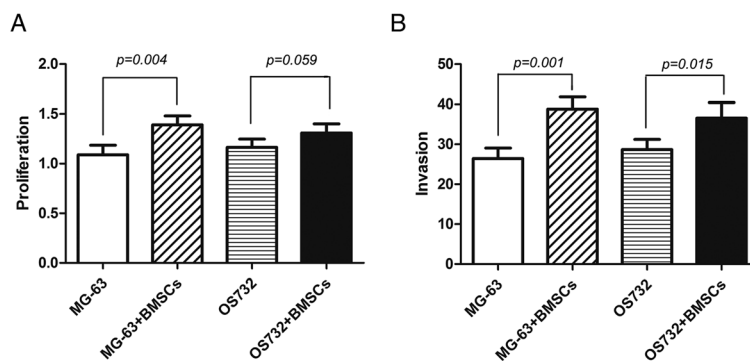 A
B
p=0.004
p=0.059
p=0.001
p=0.015
Proliferation
2.0
1.5
1.0
0.5
0.0
MG-63
MG-63+BMSCs
OS732
OS732+BMSCs
Invasion
50
40
30
20
10
0
MG-63
MG-63+BMSCs
OS732
OS732+BMSCs